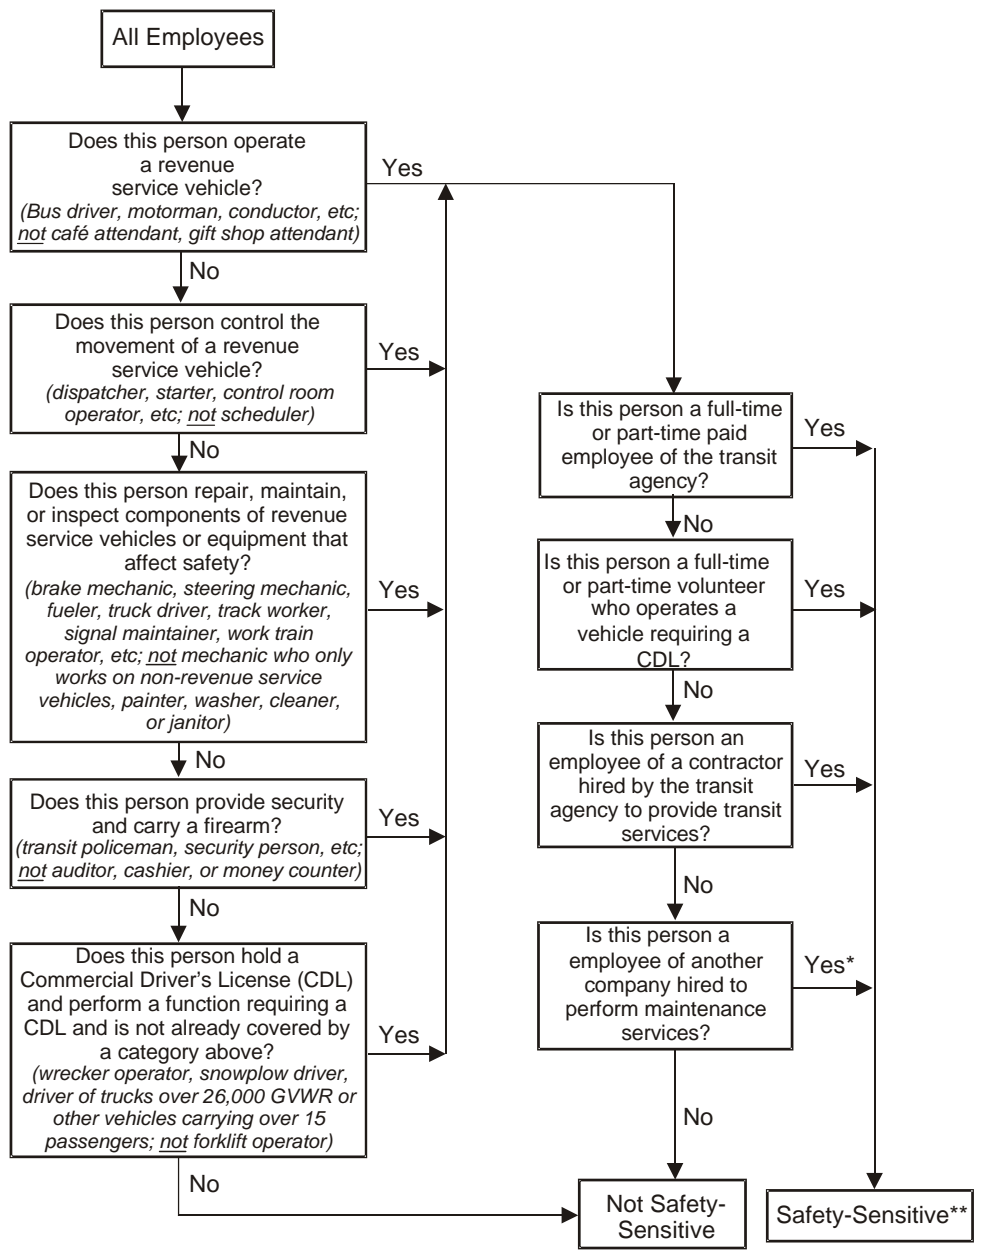 All Employees
Does this person operate
a revenue
service vehicle?
(Bus driver, motorman, conductor, etc;
not café attendant, gift shop attendant)
Yes
No
Does this person control the
movement of a revenue
service vehicle?
(dispatcher, starter, control room
operator, etc; not scheduler)
Yes
No
Does this person repair, maintain,
or inspect components of revenue
service vehicles or equipment that
affect safety?
(brake mechanic, steering mechanic,
fueler, truck driver, track worker,
signal maintainer, work train
operator, etc; not mechanic who only
works on non-revenue service
vehicles, painter, washer, cleaner,
or janitor)
Yes
No
Does this person provide security
and carry a firearm?
(transit policeman, security person, etc;
not auditor, cashier, or money counter)
Yes
No
Does this person hold a
Commercial Driver's License (CDL)
and perform a function requiring a
CDL and is not already covered by
a category above?
(wrecker operator, snowplow driver,
driver of trucks over 26,000 GVWR or
other vehicles carrying over 15
passengers; not forklift operator)
Yes
No
Is this person a full-time
or part-time paid
employee of the transit
agency?
Yes
No
Is this person a full-time
or part-time volunteer
who operates a
vehicle requiring a
CDL?
Yes
No
Is this person an
employee of a contractor
hired by the transit
agency to provide transit
services?
Yes
No
Is this person a
employee of another
company hired to
perform maintenance
services?
Yes*
No
Not Safety-
Sensitive
Safety-Sensitive**